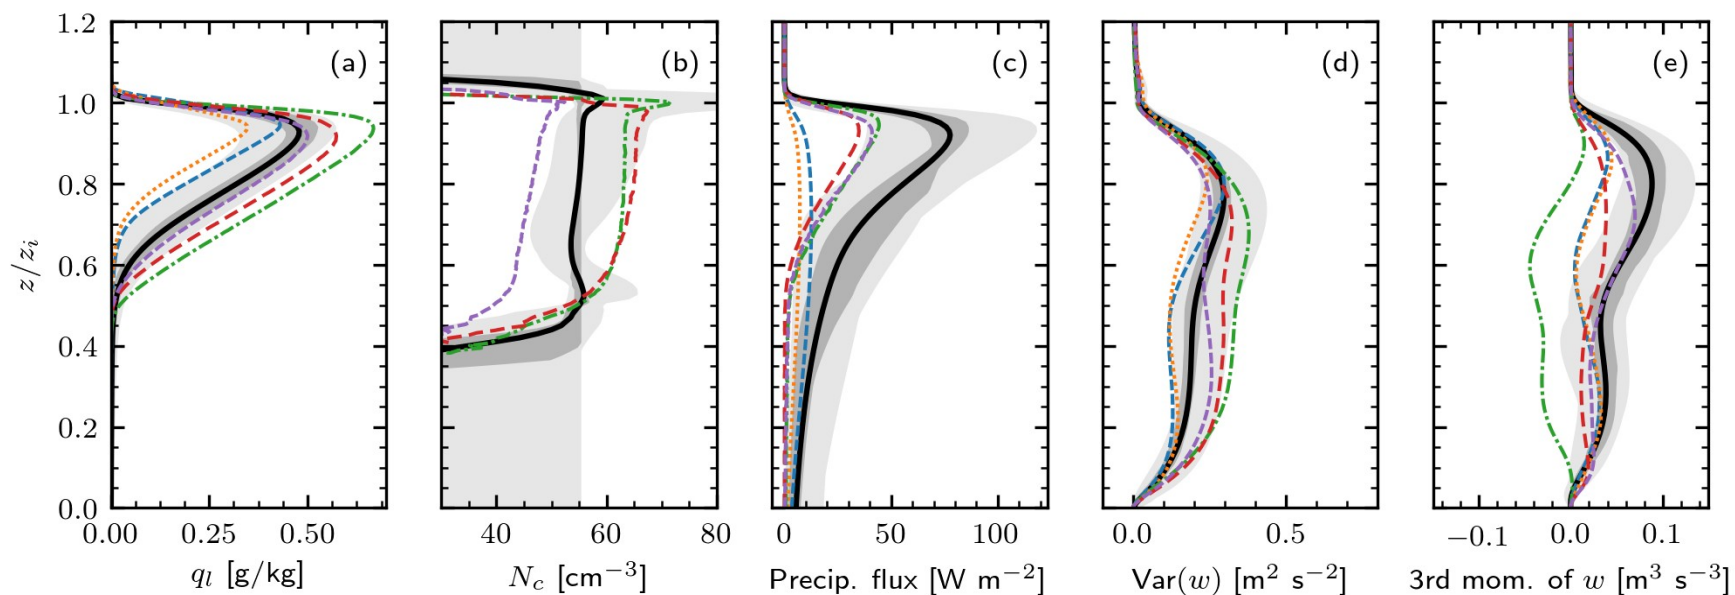 1.2
1.0
0.8
0.6
0.4
0.2
0.0
z/z_i
(a)
(b)
(c)
(d)
(e)
0.00 0.25 0.50
40 60 80
0 50 100
0.0 0.5
−0.1 0.0 0.1
q_l [g/kg]
N_c [cm⁻³]
Precip. flux [W m⁻²]
Var(w) [m² s⁻²]
3rd mom. of w [m³ s⁻³]